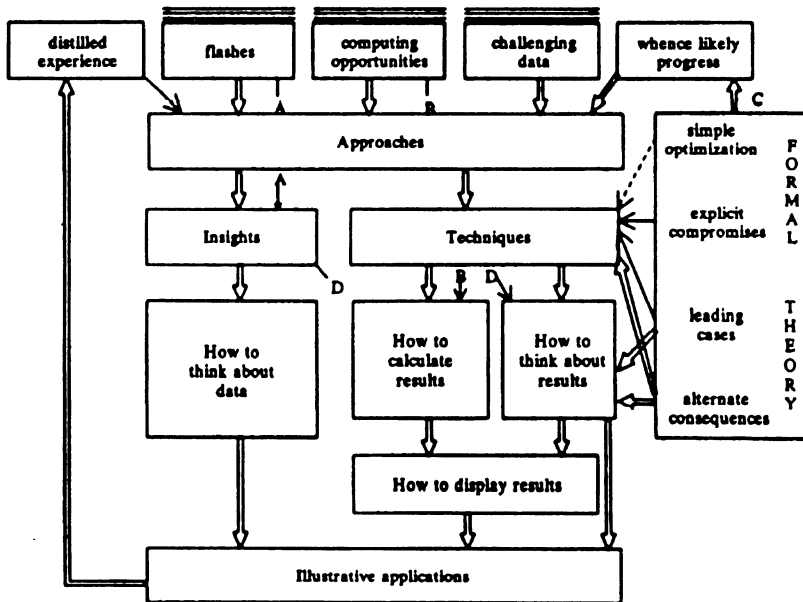 distilled
experience
flashes
computing
opportunities
challenging
data
whence likely
progress
A
B
C
Approaches
simple
optimization
FORMAL
explicit
compromises
A
Insights
Techniques
D
B
D
leading
cases
THEORY
alternate
consequences
How to
think about
data
How to
calculate
results
How to
think about
results
How to display results
Illustrative applications